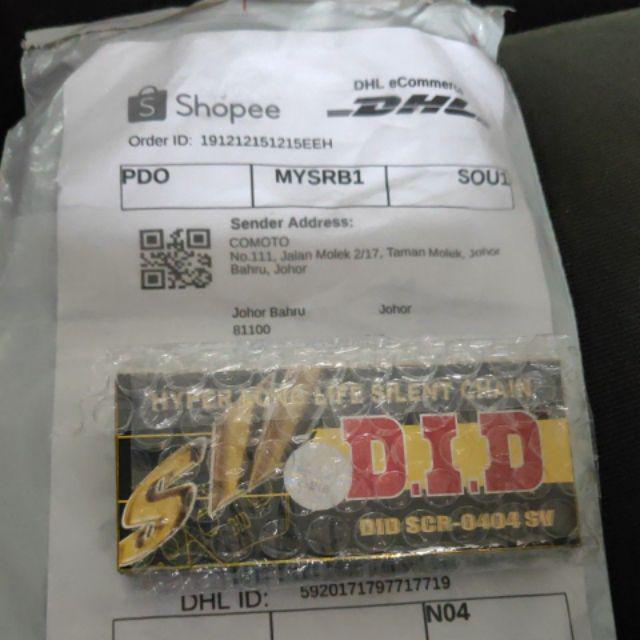 DHL eCommerce
Shopee
DHL
Order ID: 191212151215EEH
PDO MYSRB1 SOU1
Sender Address:
COMOTO
No.111, Jalan Molek 2/17, Taman Molek, Johor
Bahru, Johor
Johor Bahru Johor
81100
HYPER LONG LIFE SILENT CHAIN
D.I.D
DID SCR-0404 SV
DHL ID: 5920171797717719
N04